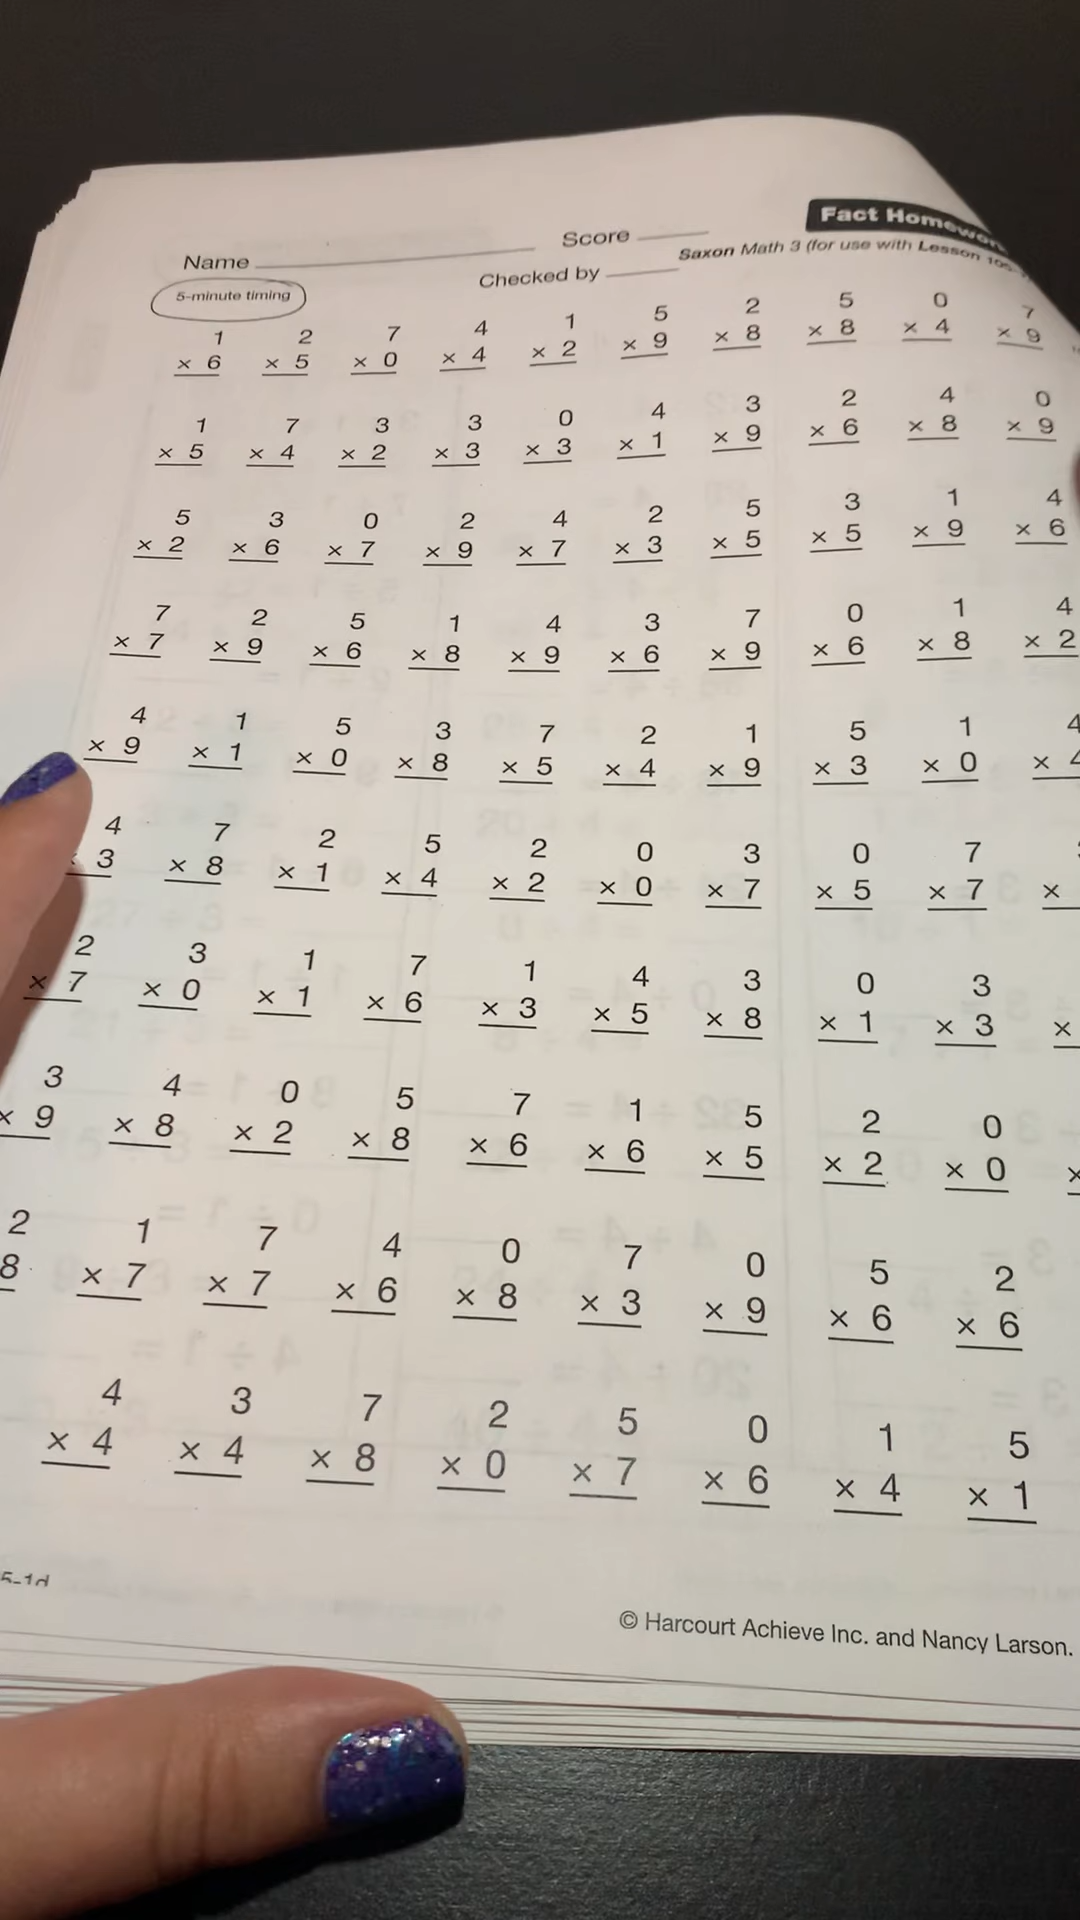 Fact Homewor
Name Score
Saxon Math 3 (for use with Lesson 105
5-minute timing Checked by
1 2 7 4 1 5 2 5 0 7
× 6 × 5 × 0 × 4 × 2 × 9 × 8 × 8 × 4 × 9
1 7 3 3 0 4 3 2 4 0
× 5 × 4 × 2 × 3 × 3 × 1 × 9 × 6 × 8 × 9
5 3 0 2 4 2 5 3 1 4
× 2 × 6 × 7 × 9 × 7 × 3 × 5 × 5 × 9 × 6
7 2 5 1 4 3 7 0 1 4
× 7 × 9 × 6 × 8 × 9 × 6 × 9 × 6 × 8 × 2
4 1 5 3 7 2 1 5 1 4
× 9 × 1 × 0 × 8 × 5 × 4 × 9 × 3 × 0 × 4
4 7 2 5 2 0 3 0 7
3 × 8 × 1 × 4 × 2 × 0 × 7 × 5 × 7 ×
2 3 1 7 1 4 3 0 3
× 7 × 0 × 1 × 6 × 3 × 5 × 8 × 1 × 3 ×
3 4 0 5 7 1 5 2 0
× 9 × 8 × 2 × 8 × 6 × 6 × 5 × 2 × 0 ×
2 1 7 4 0 7 0 5 2
8 × 7 × 7 × 6 × 8 × 3 × 9 × 6 × 6
4 3 7 2 5 0 1 5
× 4 × 4 × 8 × 0 × 7 × 6 × 4 × 1
5-1d
© Harcourt Achieve Inc. and Nancy Larson.